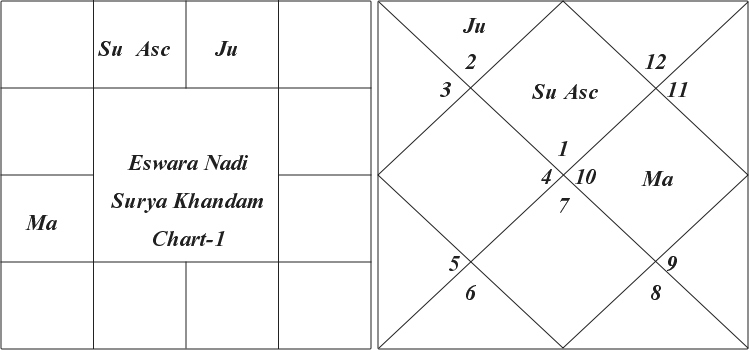 Su Asc Ju
Eswara Nadi
Surya Khandam
Ma
Chart-1
Ju
2 12
3 11
Su Asc
1
4 10
Ma
7
5 9
6 8